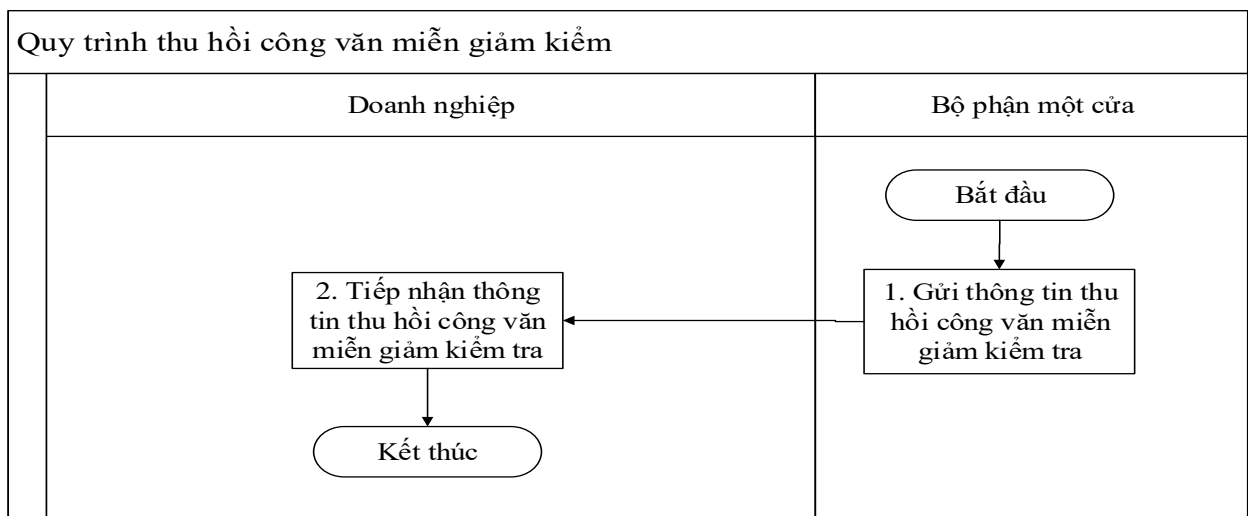 Quy trình thu hồi công văn miễn giảm kiểm
Doanh nghiệp
Bộ phận một cửa
Bắt đầu
2. Tiếp nhận thông
tin thu hồi công văn
miễn giảm kiểm tra
1. Gửi thông tin thu
hồi công văn miễn
giảm kiểm tra
Kết thúc